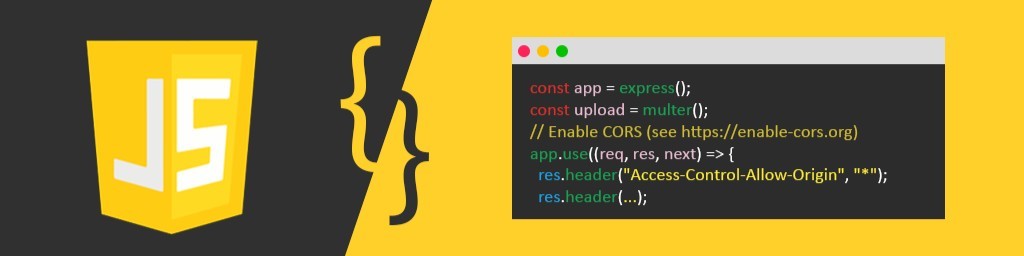 JS
{ }
const app = express();
const upload = multer();
// Enable CORS (see https://enable-cors.org)
app.use((req, res, next) => {
  res.header("Access-Control-Allow-Origin", "*");
  res.header(...);